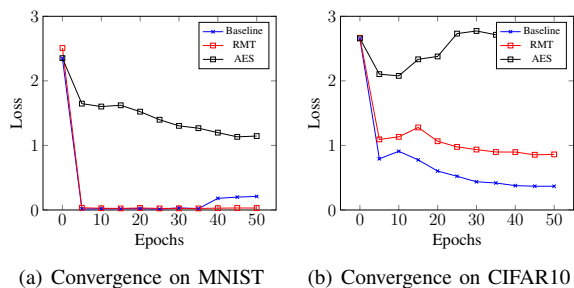 3
2
1
0
Loss
0 10 20 30 40 50
Epochs
Baseline
RMT
AES
(a) Convergence on MNIST
3
2
1
0
Loss
0 10 20 30 40 50
Epochs
Baseline
RMT
AES
(b) Convergence on CIFAR10